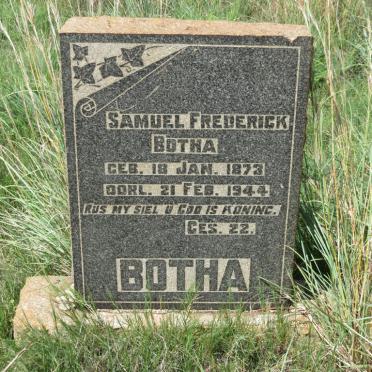 SAMUEL FREDERICK
BOTHA
GEB. 18 JAN. 1873
OORL. 21 FEB. 1944
RUS MY SIEL U GOD IS KONING.
GES. 22.
BOTHA